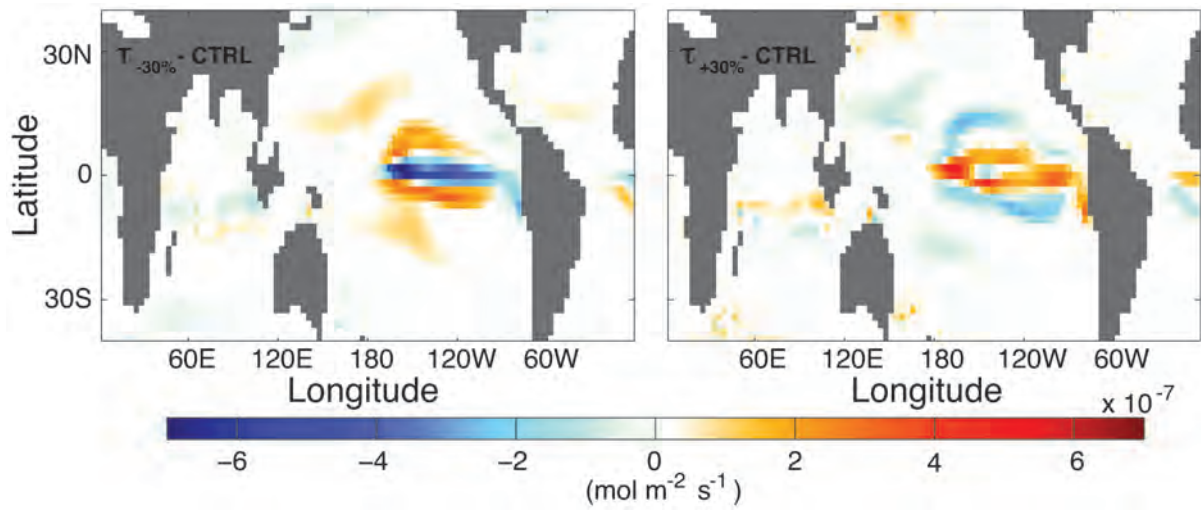 τ -30% - CTRL
τ +30% - CTRL
30N
0
30S
Latitude
60E 120E 180 120W 60W
60E 120E 180 120W 60W
Longitude
Longitude
x 10-7
−6 −4 −2 0 2 4 6
(mol m-2 s-1)